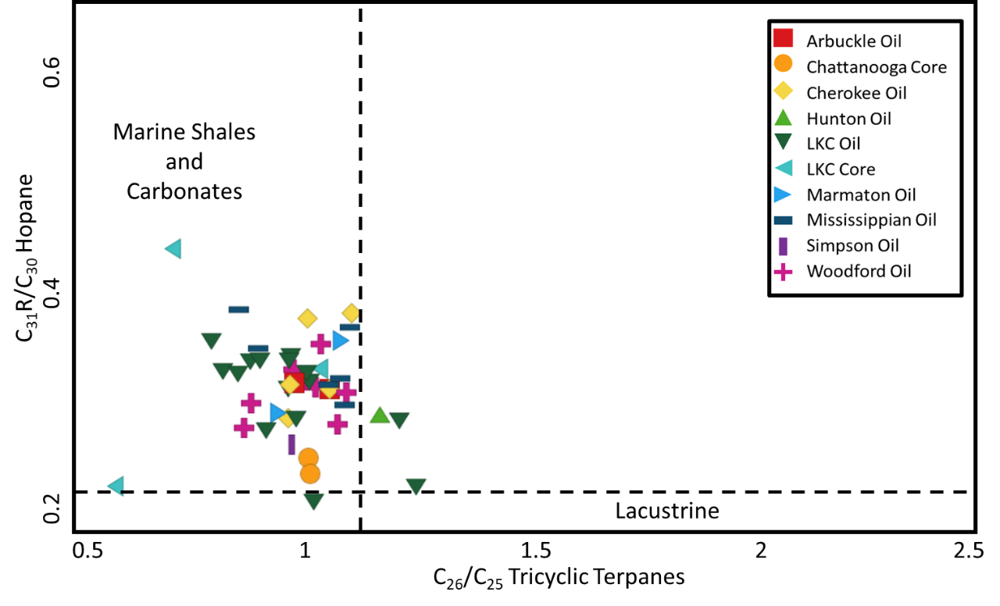 0.6
0.4
0.2
C₃₁R/C₃₀ Hopane
Marine Shales
and
Carbonates
Arbuckle Oil
Chattanooga Core
Cherokee Oil
Hunton Oil
LKC Oil
LKC Core
Marmaton Oil
Mississippian Oil
Simpson Oil
Woodford Oil
Lacustrine
0.5 1 1.5 2 2.5
C₂₆/C₂₅ Tricyclic Terpanes